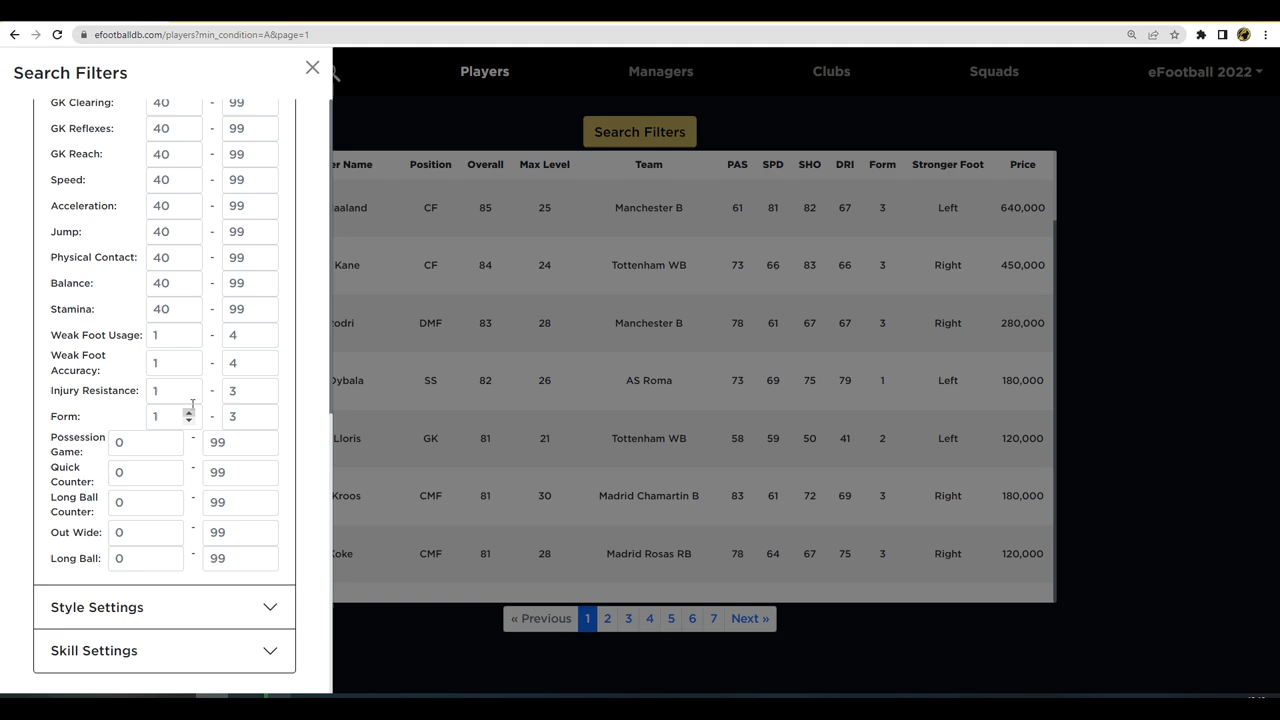 efootballdb.com/players?min_condition=A&page=1
Search Filters
Players Managers Clubs Squads eFootball 2022
GK Clearing: 40 - 99
GK Reflexes: 40 - 99
GK Reach: 40 - 99
Speed: 40 - 99
Acceleration: 40 - 99
Jump: 40 - 99
Physical Contact: 40 - 99
Balance: 40 - 99
Stamina: 40 - 99
Weak Foot Usage: 1 - 4
Weak Foot
Accuracy: 1 - 4
Injury Resistance: 1 - 3
Form: 1 - 3
Possession
Game: 0 - 99
Quick
Counter: 0 - 99
Long Ball
Counter: 0 - 99
Out Wide: 0 - 99
Long Ball: 0 - 99
Style Settings
Skill Settings
Search Filters
er Name Position Overall Max Level Team PAS SPD SHO DRI Form Stronger Foot Price
aaland CF 85 25 Manchester B 61 81 82 67 3 Left 640,000
Kane CF 84 24 Tottenham WB 73 66 83 66 3 Right 450,000
odri DMF 83 28 Manchester B 78 61 67 67 3 Right 280,000
Dybala SS 82 26 AS Roma 73 69 75 79 1 Left 180,000
Lloris GK 81 21 Tottenham WB 58 59 50 41 2 Left 120,000
Kroos CMF 81 30 Madrid Chamartin B 83 61 72 69 3 Right 180,000
Koke CMF 81 28 Madrid Rosas RB 78 64 67 75 3 Right 120,000
« Previous 1 2 3 4 5 6 7 Next »